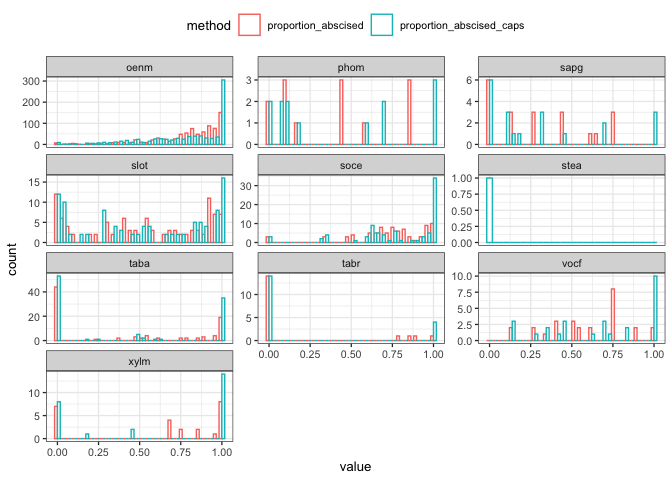 method proportion_abscised proportion_abscised_caps
oenm phom sapg
300 200 100 0
3 2 1 0
6 4 2 0
slot soce stea
15 10 5 0
30 20 10 0
1.00 0.75 0.50 0.25 0.00
taba tabr vocf
40 20 0
10 5 0
10.0 7.5 5.0 2.5 0.0
0.00 0.25 0.50 0.75 1.00
0.00 0.25 0.50 0.75 1.00
xylm
10 5 0
0.00 0.25 0.50 0.75 1.00
count
value